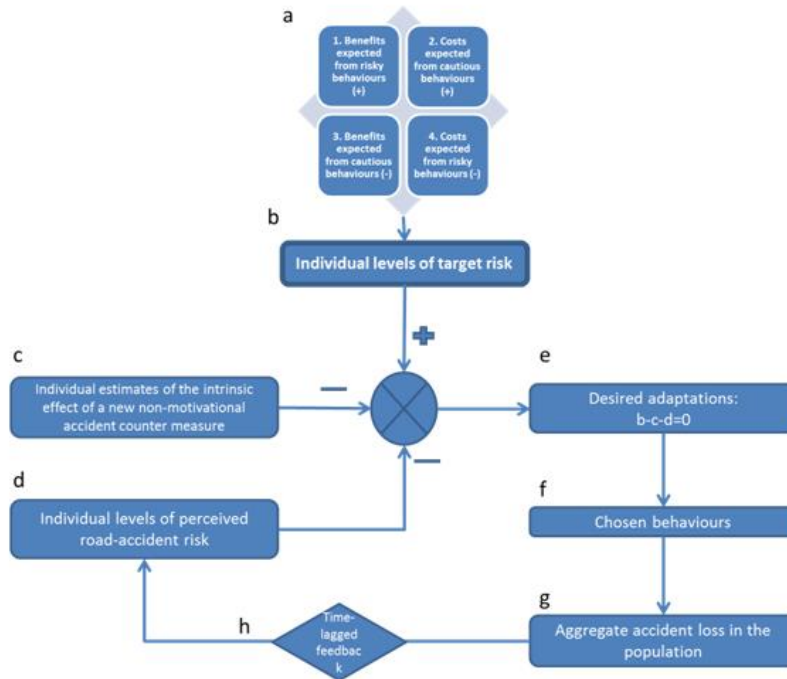 a
1. Benefits
expected
from risky
behaviours
(+)
2. Costs
expected
from cautious
behaviours
(+)
3. Benefits
expected
from cautious
behaviours (-)
4. Costs
expected
from risky
behaviours (-)
b
Individual levels of target risk
+
c
Individual estimates of the intrinsic
effect of a new non-motivational
accident counter measure
−
e
Desired adaptations:
b-c-d=0
−
d
Individual levels of perceived
road-accident risk
f
Chosen behaviours
g
Aggregate accident loss in the
population
h
Time-
lagged
feedbac
k